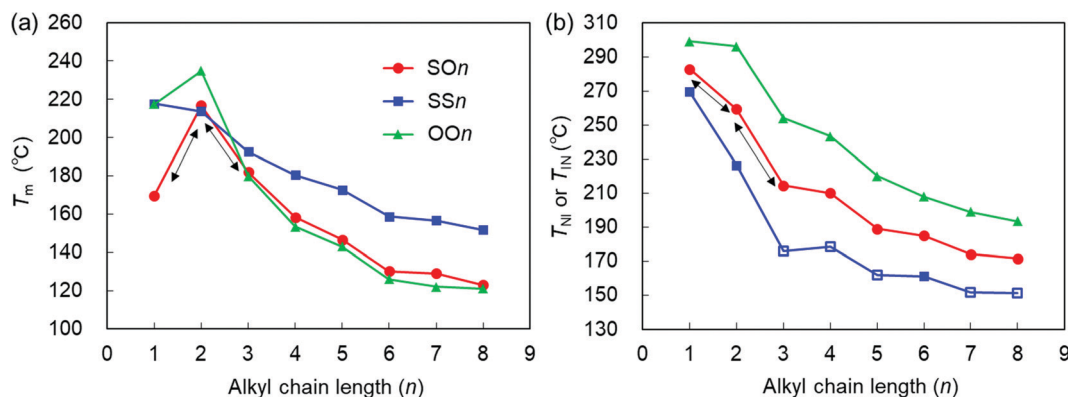 (a)
260
240
220
200
180
160
140
120
100
Tm (°C)
SOn
SSn
OOn
0 1 2 3 4 5 6 7 8 9
Alkyl chain length (n)
(b)
310
290
270
250
230
210
190
170
150
130
TNI or TIN (°C)
0 1 2 3 4 5 6 7 8 9
Alkyl chain length (n)